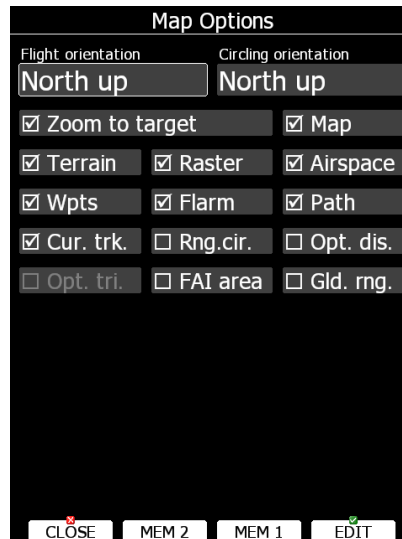 Map Options
Flight orientation Circling orientation
North up North up
Zoom to target Map
Terrain Raster Airspace
Wpts Flarm Path
Cur. trk. Rng.cir. Opt. dis.
Opt. tri. FAI area Gld. rng.
CLOSE MEM 2 MEM 1 EDIT